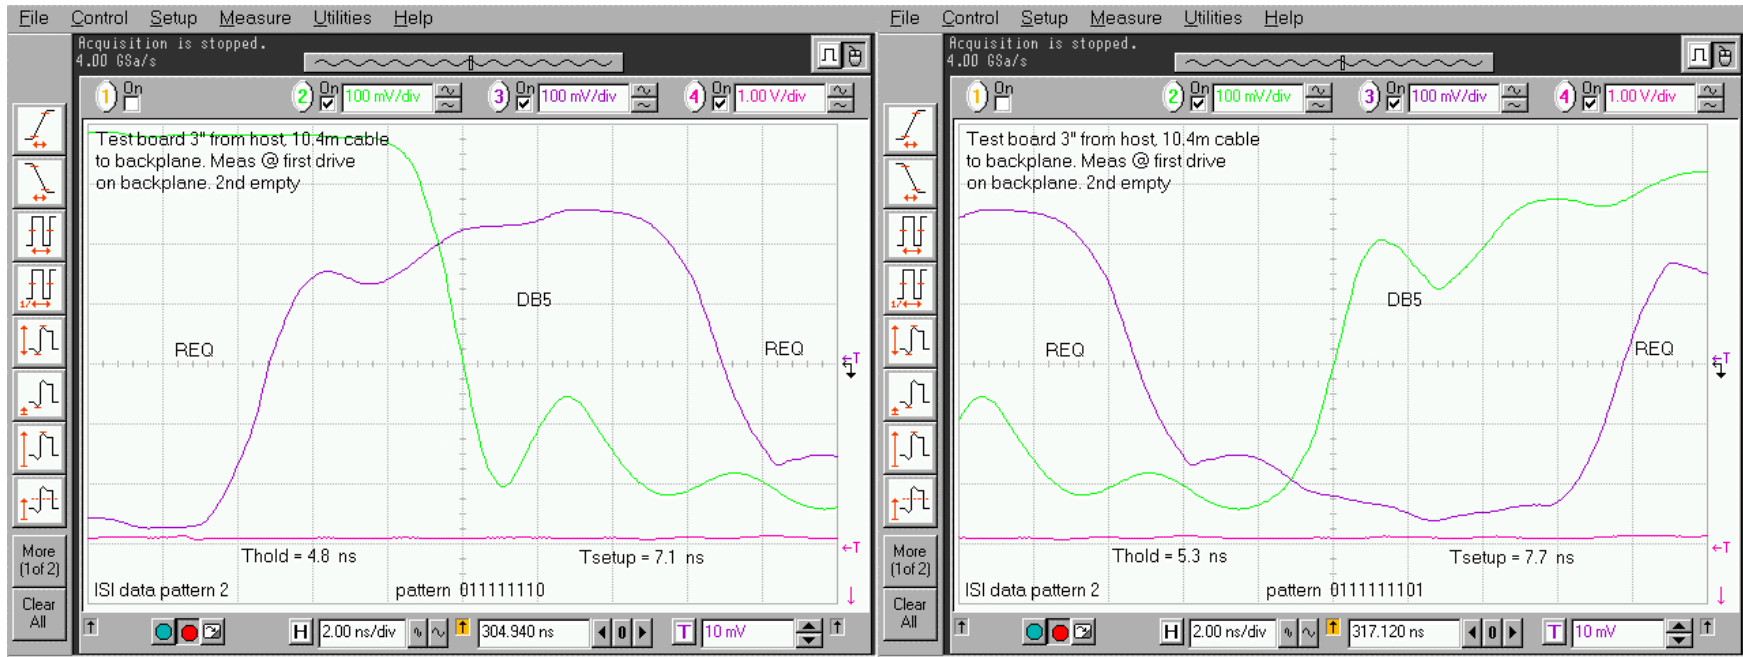 File Control Setup Measure Utilities Help
Acquisition is stopped.
4.00 GSa/s
1 On 2 On 100 mV/div 3 On 100 mV/div 4 On 1.00 V/div
Test board 3" from host, 10.4m cable
to backplane. Meas @ first drive
on backplane. 2nd empty
DB5
REQ
REQ
T
Thold = 4.8 ns Tsetup = 7.1 ns
T
ISI data pattern 2 pattern 0111111110
More
(1of 2)
Clear
All
H 2.00 ns/div 304.940 ns 0 T 10 mV
File Control Setup Measure Utilities Help
Acquisition is stopped.
4.00 GSa/s
1 On 2 On 100 mV/div 3 On 100 mV/div 4 On 1.00 V/div
Test board 3" from host, 10.4m cable
to backplane. Meas @ first drive
on backplane. 2nd empty
DB5
REQ
REQ
T
Thold = 5.3 ns Tsetup = 7.7 ns
T
ISI data pattern 2 pattern 0111111101
More
(1of 2)
Clear
All
H 2.00 ns/div 317.120 ns 0 T 10 mV